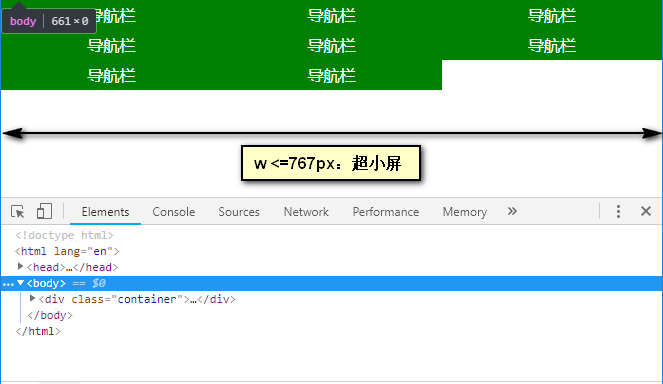 导航栏 导航栏 导航栏
body | 661 × 0
导航栏 导航栏 导航栏
导航栏 导航栏
w <=767px：超小屏
Elements Console Sources Network Performance Memory »
<!doctype html>
<html lang="en">
<head>…</head>
… <body> == $0
<div class="container">…</div>
</body>
</html>